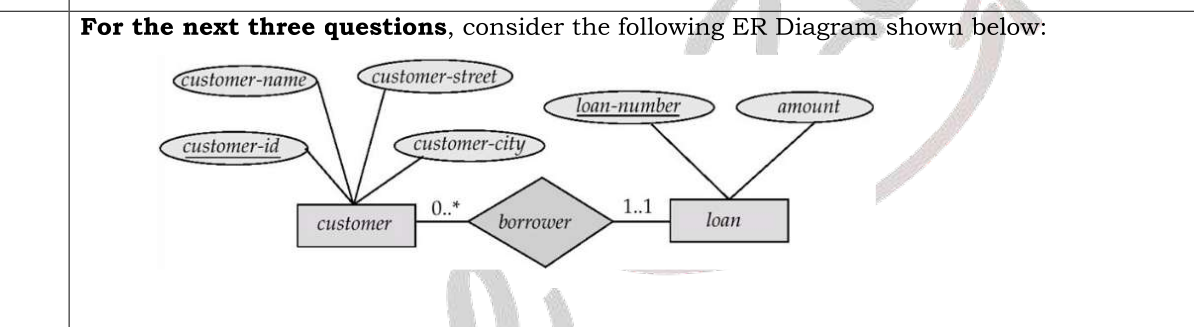 For the next three questions, consider the following ER Diagram shown below:
customer-name
customer-street
loan-number
amount
customer-id
customer-city
customer
0..*
borrower
1..1
loan